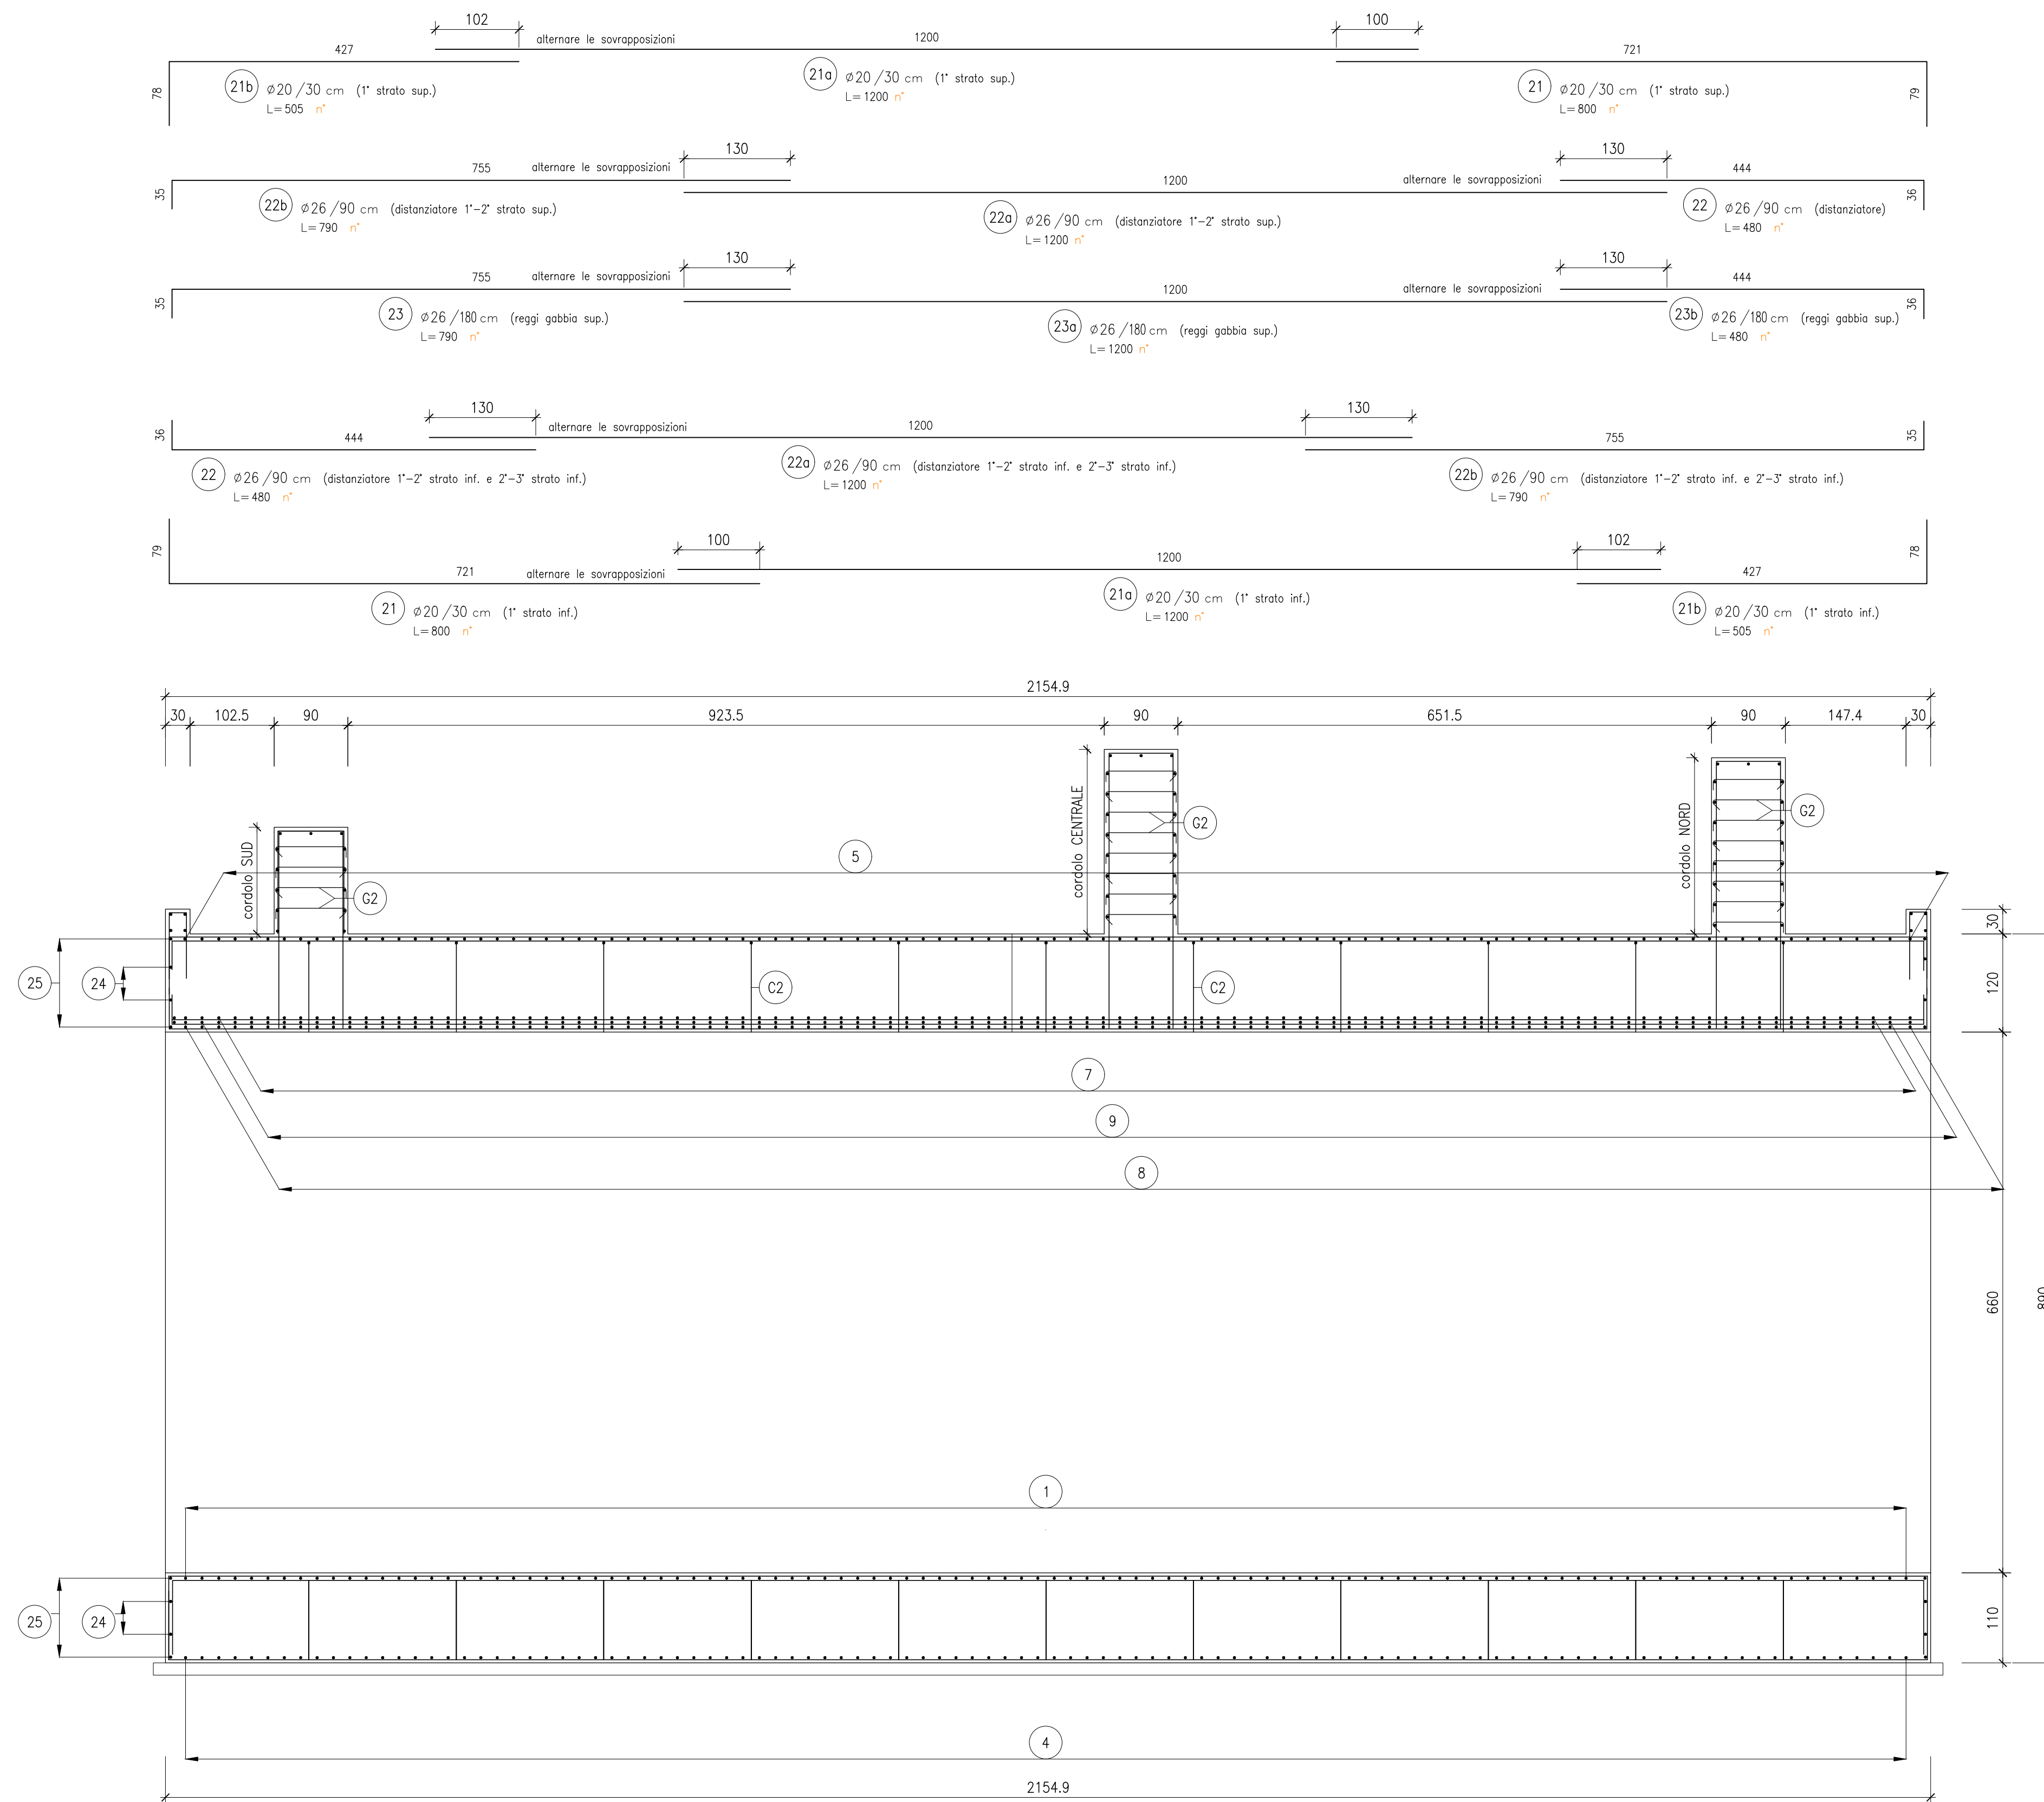 102
100
alternare le sovrapposizioni
1200
427
721
78
21b ø20 /30 cm (1° strato sup.)
L=505 n°
21a ø20 /30 cm (1° strato sup.)
L=1200 n°
21 ø20 /30 cm (1° strato sup.)
L=800 n°
79
130
130
755
alternare le sovrapposizioni
1200
alternare le sovrapposizioni
444
35
22b ø26 /90 cm (distanziatore 1°-2° strato sup.)
L=790 n°
22a ø26 /90 cm (distanziatore 1°-2° strato sup.)
L=1200 n°
22 ø26 /90 cm (distanziatore)
L=480 n°
36
130
130
755
alternare le sovrapposizioni
1200
alternare le sovrapposizioni
444
35
23 ø26 /180 cm (reggi gabbia sup.)
L=790 n°
23a ø26 /180 cm (reggi gabbia sup.)
L=1200 n°
23b ø26 /180 cm (reggi gabbia sup.)
L=480 n°
36
130
130
36
444
alternare le sovrapposizioni
1200
755
35
22 ø26 /90 cm (distanziatore 1°-2° strato inf. e 2°-3° strato inf.)
L=480 n°
22a ø26 /90 cm (distanziatore 1°-2° strato inf. e 2°-3° strato inf.)
L=1200 n°
22b ø26 /90 cm (distanziatore 1°-2° strato inf. e 2°-3° strato inf.)
L=790 n°
79
100
102
78
721
alternare le sovrapposizioni
1200
427
21 ø20 /30 cm (1° strato inf.)
L=800 n°
21a ø20 /30 cm (1° strato inf.)
L=1200 n°
21b ø20 /30 cm (1° strato inf.)
L=505 n°
2154.9
30 102.5 90 923.5 90 651.5 90 147.4 30
cordolo SUD
cordolo CENTRALE
cordolo NORD
G2
G2
G2
5
30
25
24
C2
C2
120
7
9
8
660
890
1
25
24
110
4
2154.9